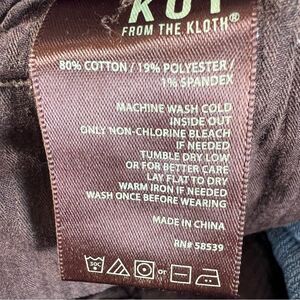 KUT
FROM THE KLOTH®
80% COTTON / 19% POLYESTER /
1% SPANDEX
MACHINE WASH COLD
INSIDE OUT
ONLY NON-CHLORINE BLEACH
IF NEEDED
TUMBLE DRY LOW
OR FOR BETTER CARE
LAY FLAT TO DRY
WARM IRON IF NEEDED
WASH ONCE BEFORE WEARING
MADE IN CHINA
RN# 58539
or